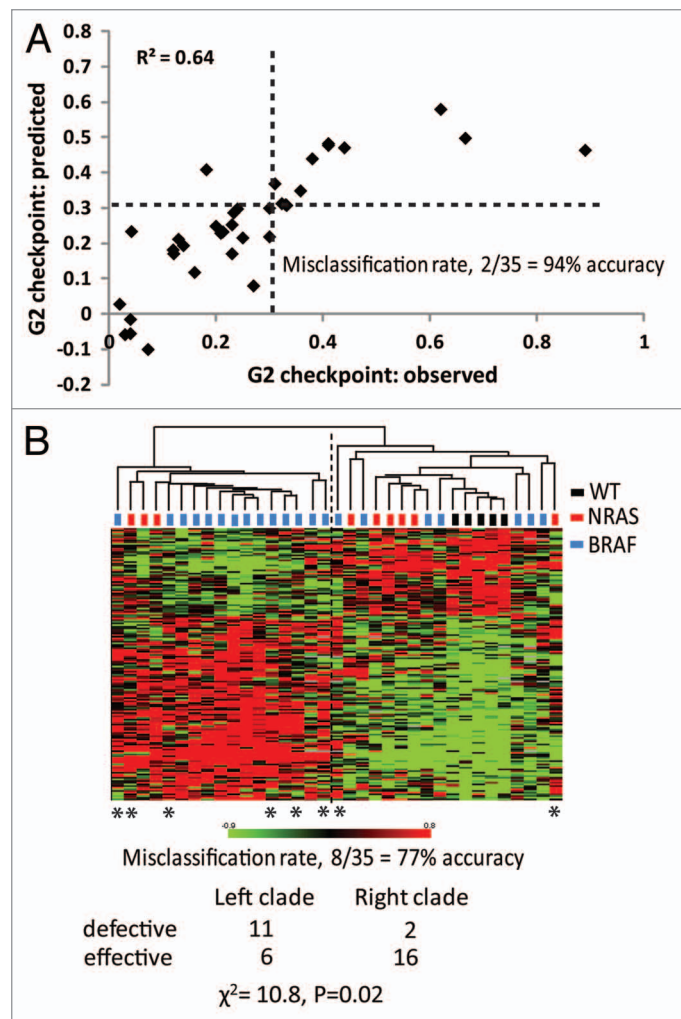 A
R² = 0.64
G2 checkpoint: predicted
0.8
0.7
0.6
0.5
0.4
0.3
0.2
0.1
0
-0.1
-0.2
0
0.2
0.4
0.6
0.8
1
Misclassification rate, 2/35 = 94% accuracy
G2 checkpoint: observed
B
WT
NRAS
BRAF
** * * * ** *
-0.9 0.8
Misclassification rate, 8/35 = 77% accuracy
Left clade Right clade
defective 11 2
effective 6 16
χ²= 10.8, P=0.02